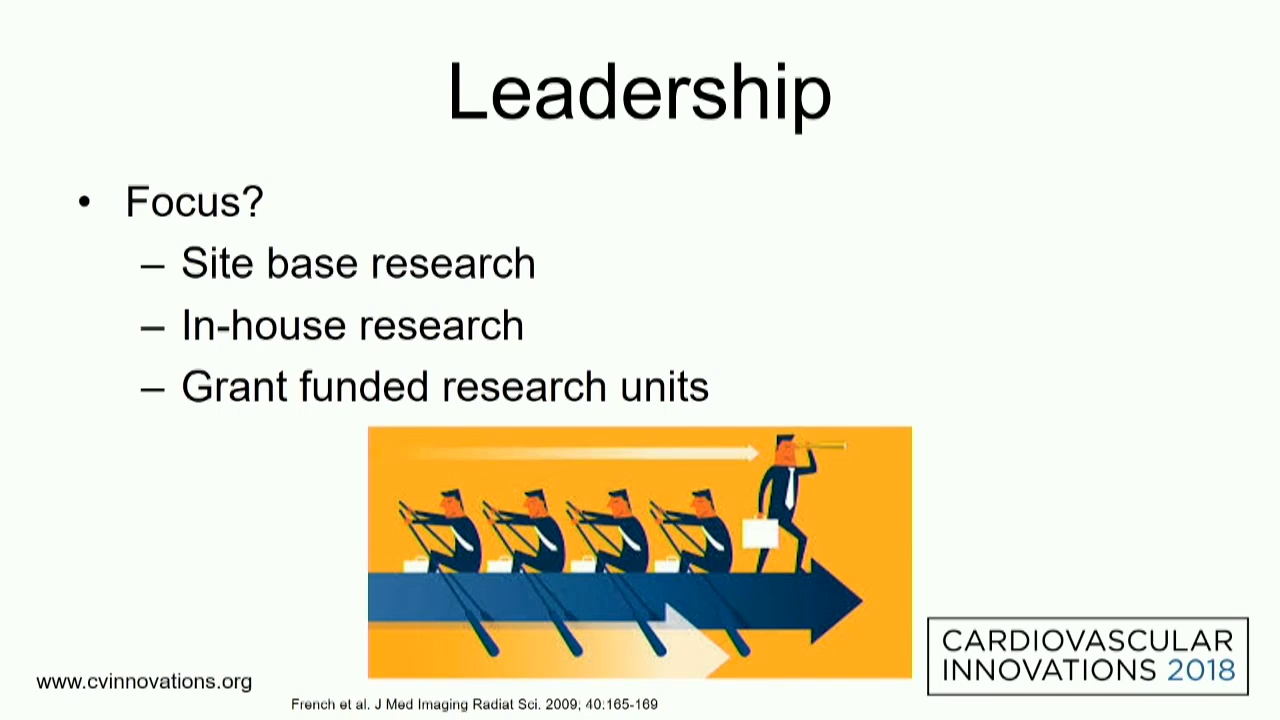 Leadership
• Focus?
– Site base research
– In-house research
– Grant funded research units
CARDIOVASCULAR
INNOVATIONS 2018
www.cvinnovations.org
French et al. J Med Imaging Radiat Sci. 2009; 40:165-169